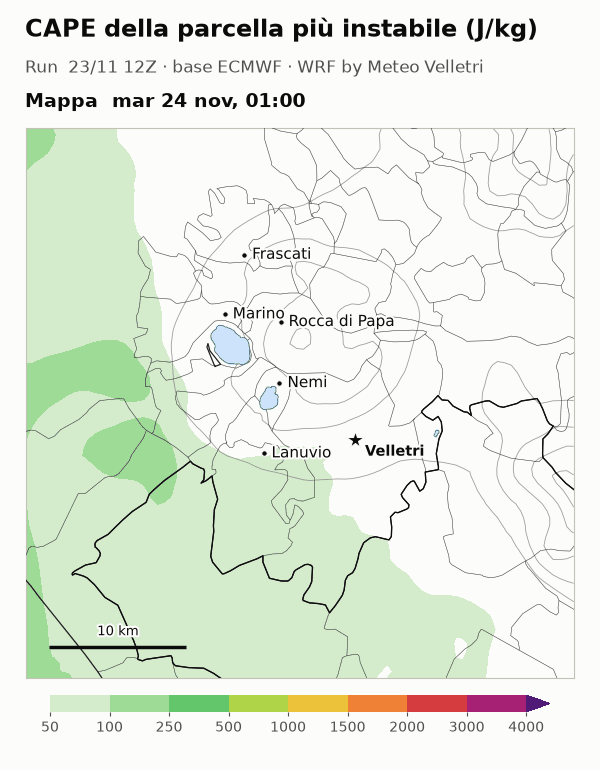 CAPE della parcella più instabile (J/kg)
Run  23/11 12Z · base ECMWF · WRF by Meteo Velletri
Mappa  mar 24 nov, 01:00
Frascati
Marino
Rocca di Papa
Nemi
Velletri
Lanuvio
10 km
50 100 250 500 1000 1500 2000 3000 4000